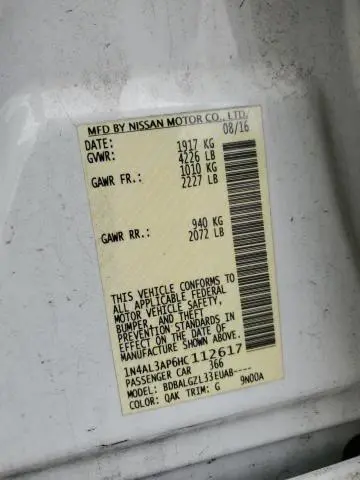 MFD BY NISSAN MOTOR CO., LTD.
DATE: 08/16
GVWR: 1917 KG
4226 LB
GAWR FR.: 1010 KG
2227 LB
GAWR RR.: 940 KG
2072 LB
THIS VEHICLE CONFORMS TO
ALL APPLICABLE FEDERAL
MOTOR VEHICLE SAFETY,
BUMPER, AND THEFT
PREVENTION STANDARDS IN
EFFECT ON THE DATE OF
MANUFACTURE SHOWN ABOVE.
1N4AL3AP6HC112617
PASSENGER CAR 366
MODEL: BDBALGZL33EUAB----
COLOR: QAK TRIM: G 9N00A